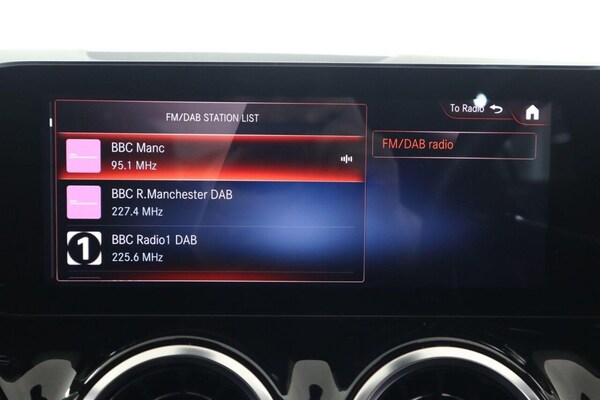 To Radio
FM/DAB STATION LIST
BBC Manc
95.1 MHz
FM/DAB radio
BBC R.Manchester DAB
227.4 MHz
1
BBC Radio1 DAB
225.6 MHz